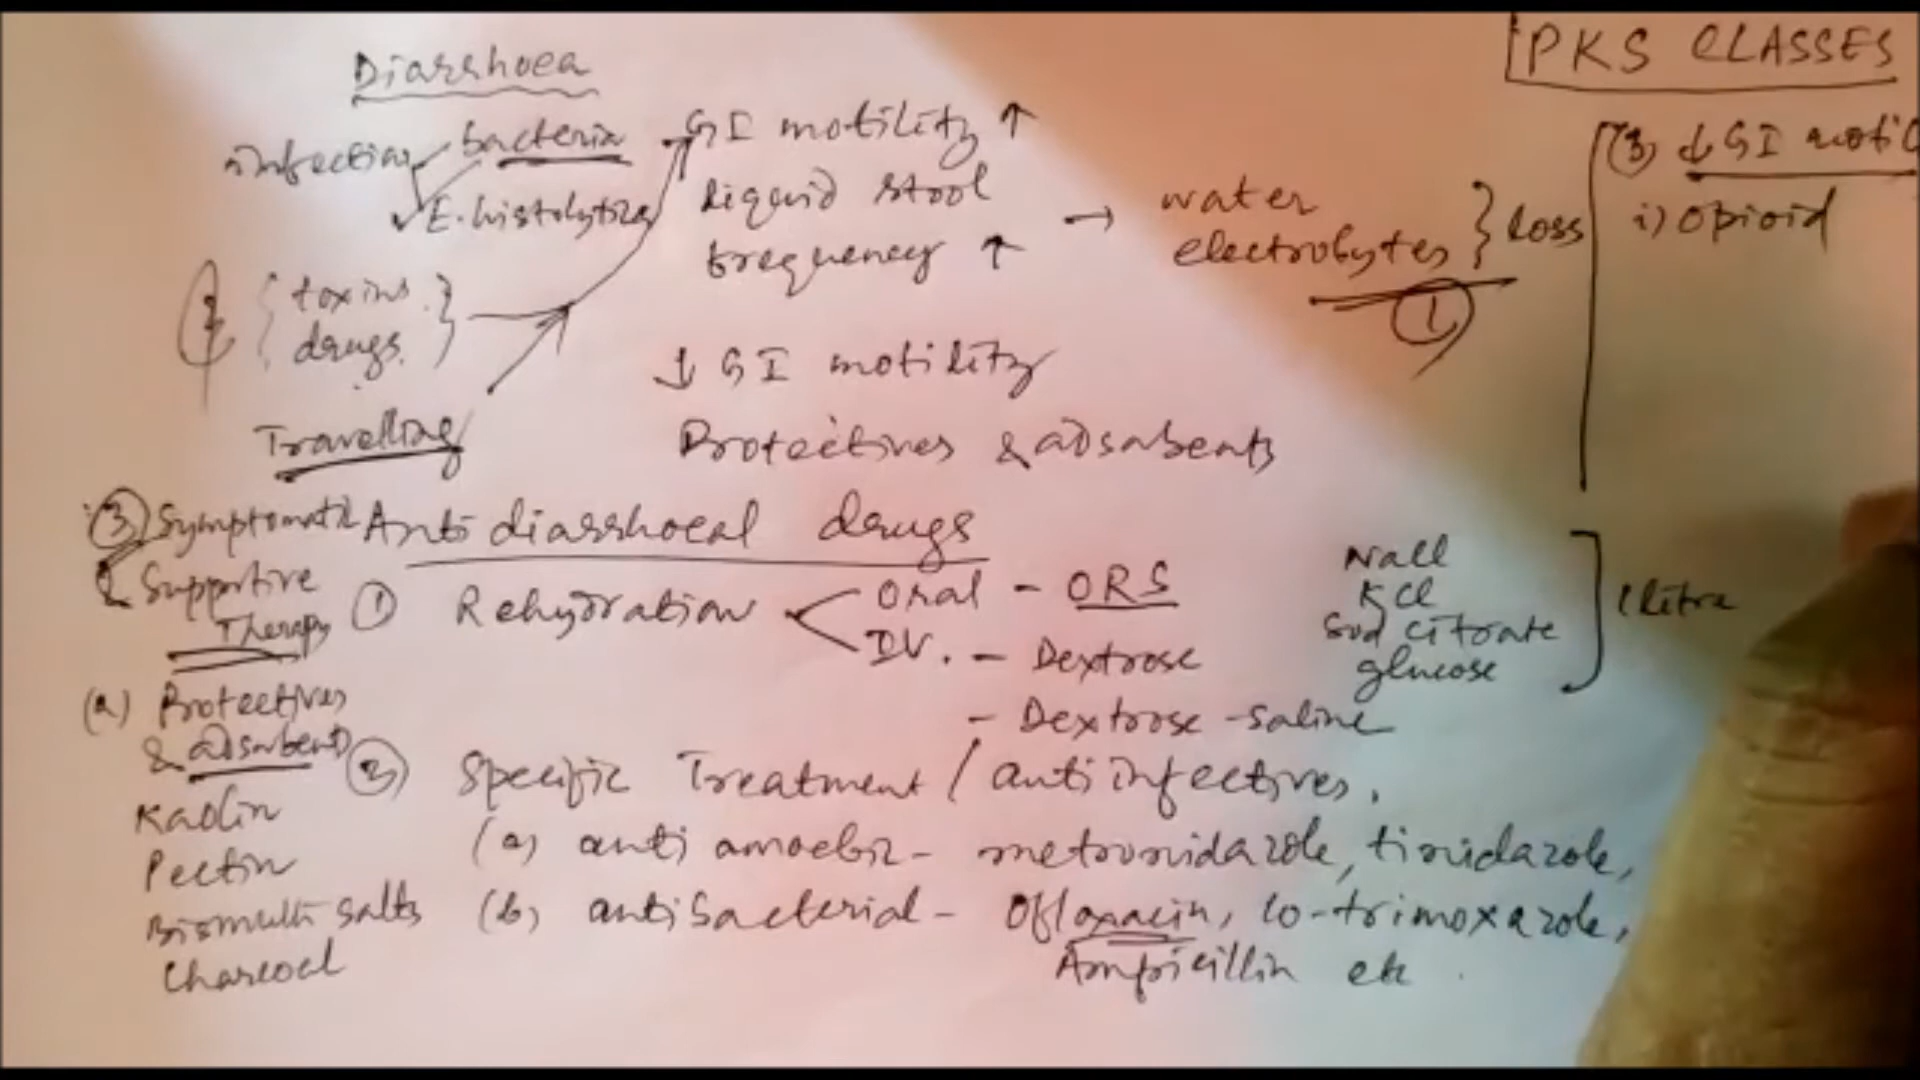 PKS CLASSES
Diarrhoea
infection bacteria
E. histolytica
toxins
drugs
Travelling
GI motility ↑
liquid stool
frequency ↑
→ water
electrolytes } loss
①
↓ GI motility
Protectives & adsorbents
Anti diarrhoeal drugs
① Rehydration
Oral - ORS
IV. - Dextrose
- Dextrose - saline
NaCl
KCl
Sod citrate
glucose
1 litre
② Specific Treatment / antiinfectives.
(a) anti amoebic - metronidazole, tinidazole,
(b) antibacterial - Ofloxacin, Co-trimoxazole,
Ampicillin etc.
③ Symptomatic
& Supportive
Therapy
(a) Protectives
& adsorbents
Kaolin
Pectin
Bismuth salts
Charcoal
(3) ↓ GI moti
i) Opioid